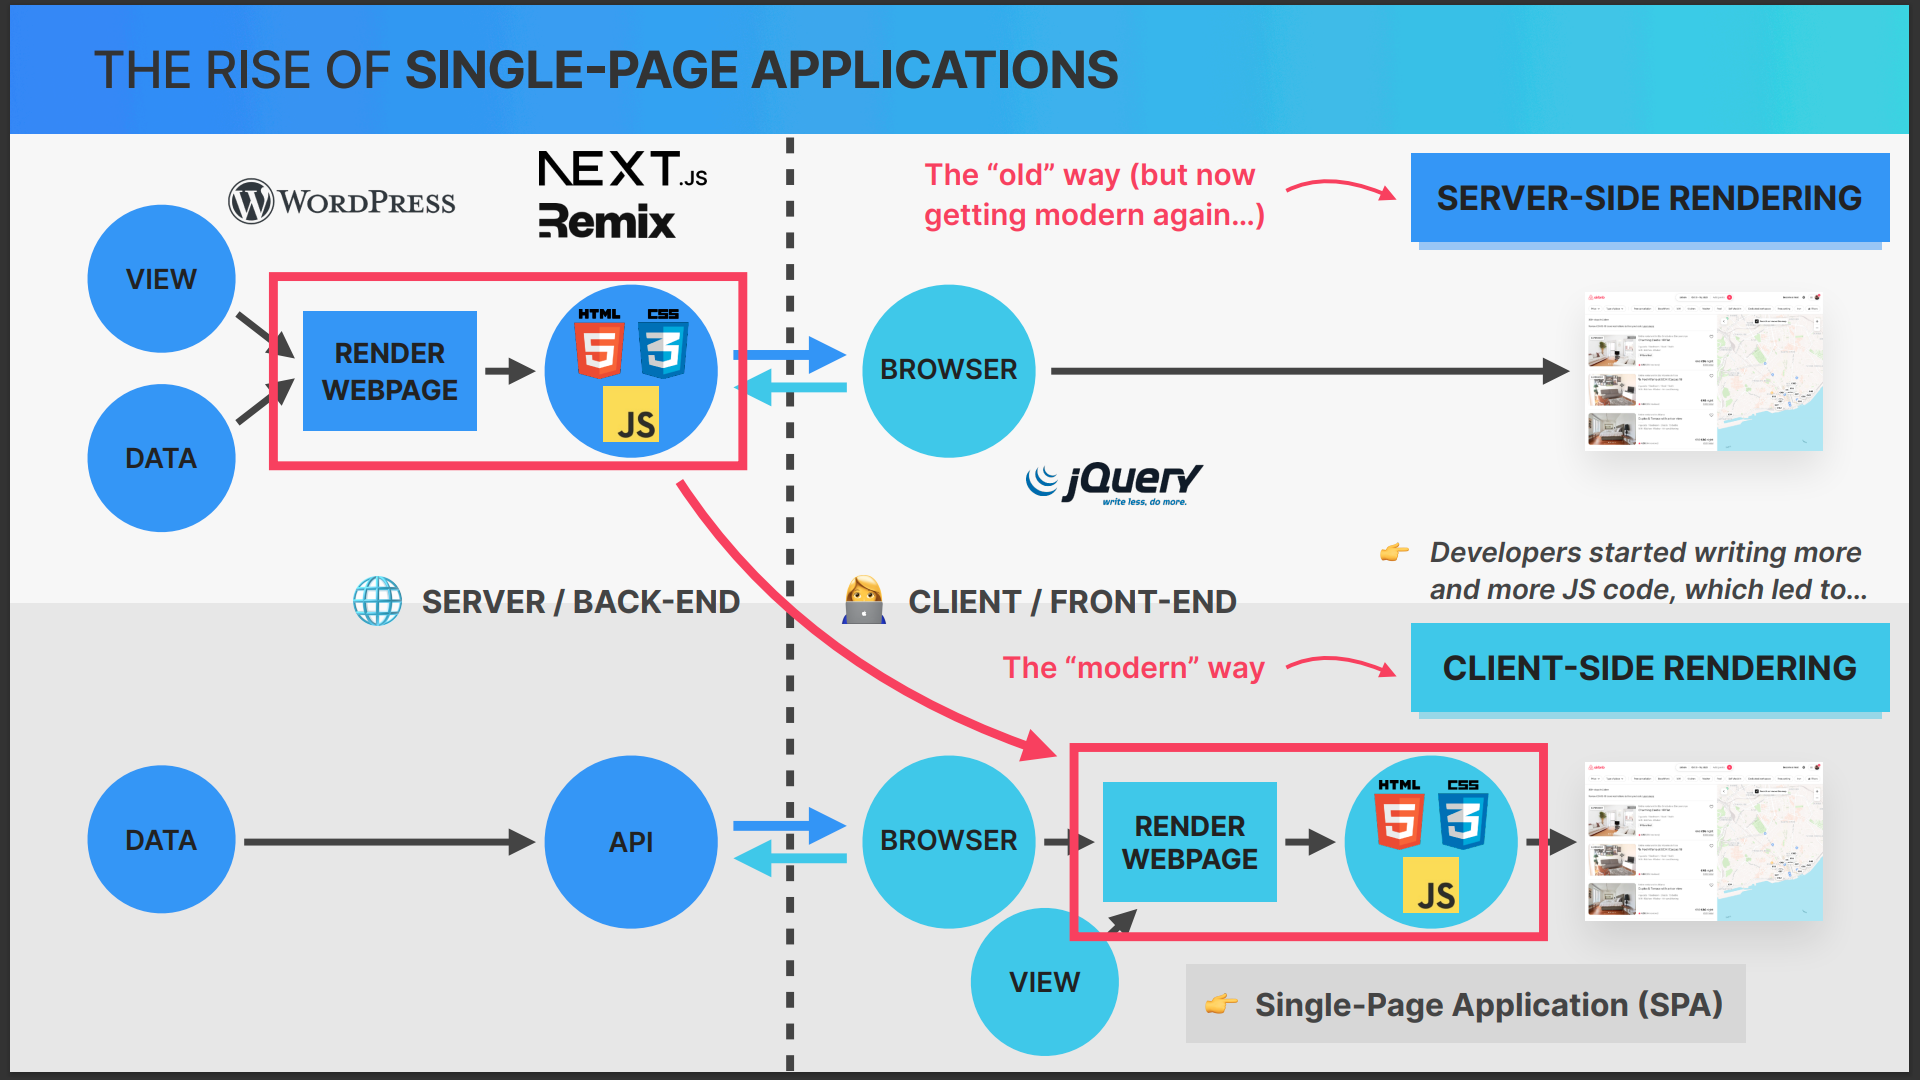 THE RISE OF SINGLE-PAGE APPLICATIONS
WORDPRESS
NEXT.JS
Remix
The “old” way (but now
getting modern again...)
SERVER-SIDE RENDERING
VIEW
DATA
RENDER
WEBPAGE
HTML
5
CSS
3
JS
BROWSER
jQuery
write less, do more.
👉 Developers started writing more
and more JS code, which led to...
SERVER / BACK-END
CLIENT / FRONT-END
The “modern” way
CLIENT-SIDE RENDERING
DATA
API
BROWSER
VIEW
RENDER
WEBPAGE
HTML
5
CSS
3
JS
👉 Single-Page Application (SPA)